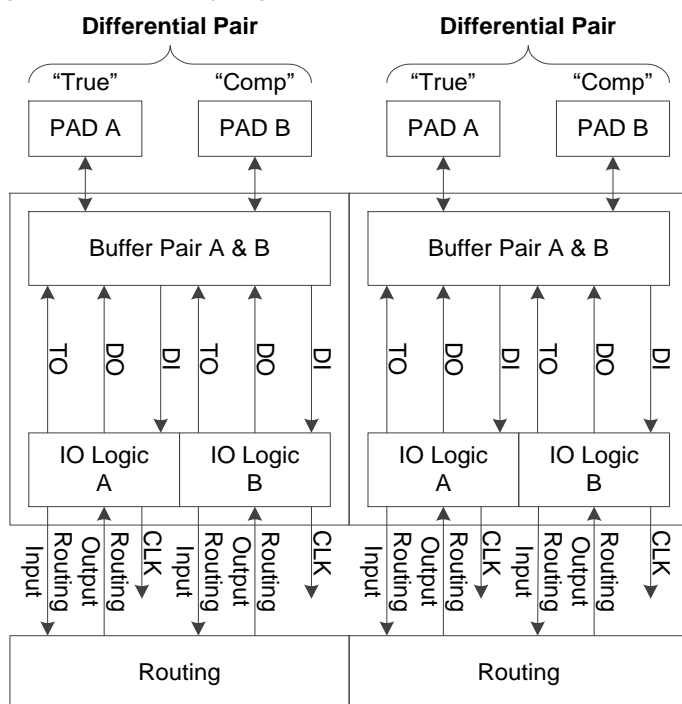 Differential Pair Differential Pair
“True” “Comp” “True” “Comp”
PAD A PAD B PAD A PAD B
Buffer Pair A & B Buffer Pair A & B
TO DO DI TO DO DI TO DO DI TO DO DI
IO Logic A IO Logic B IO Logic A IO Logic B
Routing Input Routing Output CLK Routing Input Routing Output CLK Routing Input Routing Output CLK Routing Input Routing Output CLK
Routing Routing